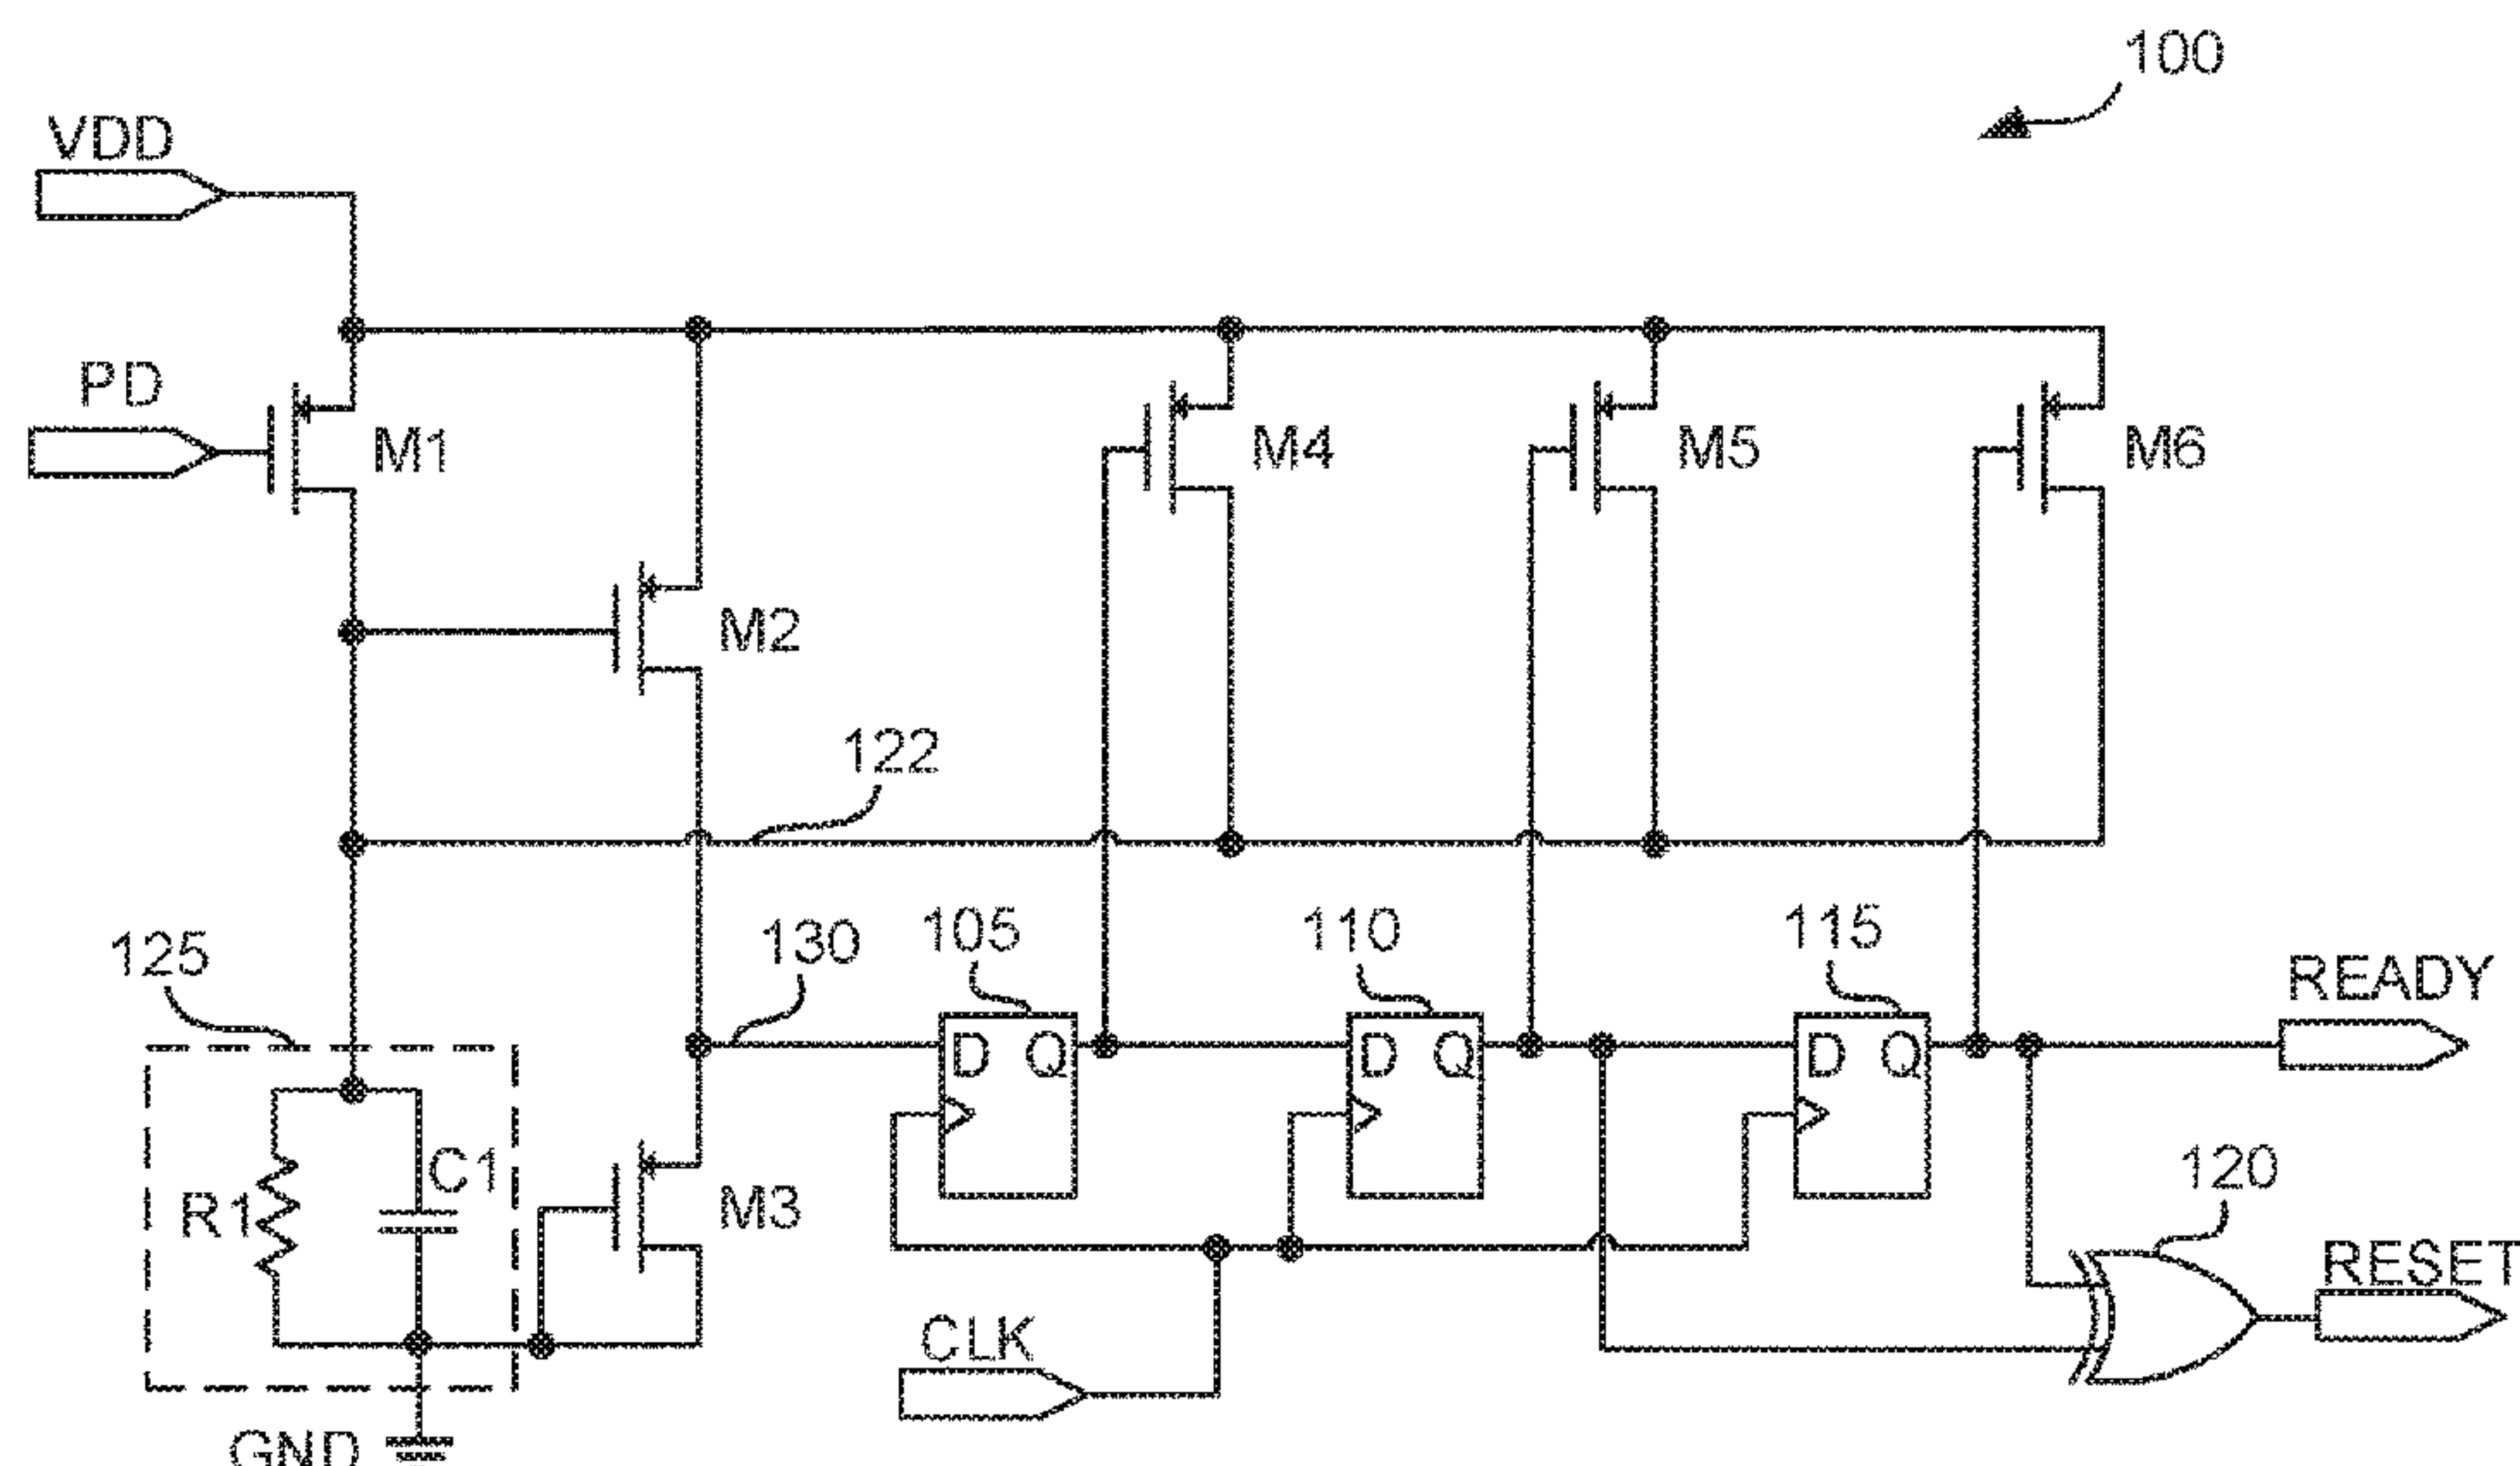 100
VDD
PD
M1
M4
M5
M6
M2
122
125
130
105
110
115
READY
D Q
D Q
D Q
R1
C1
M3
120
RESET
CLK
GND